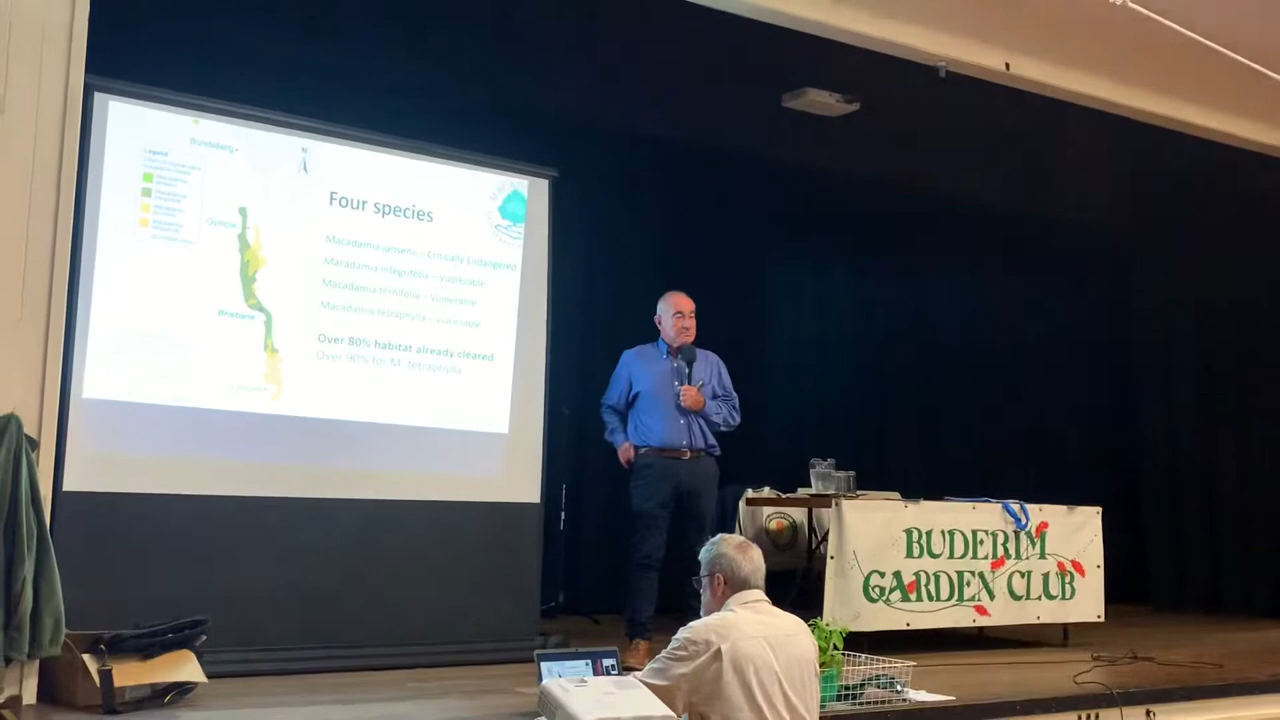 Bundaberg
Legend
Gympie
Brisbane
Four species
Macadamia jansenii – Critically Endangered
Macadamia integrifolia – vulnerable
Macadamia ternifolia – Vulnerable
Macadamia tetraphylla – vulnerable
Over 80% habitat already cleared
Over 90% for M. tetraphylla
BUDERIM
GARDEN CLUB